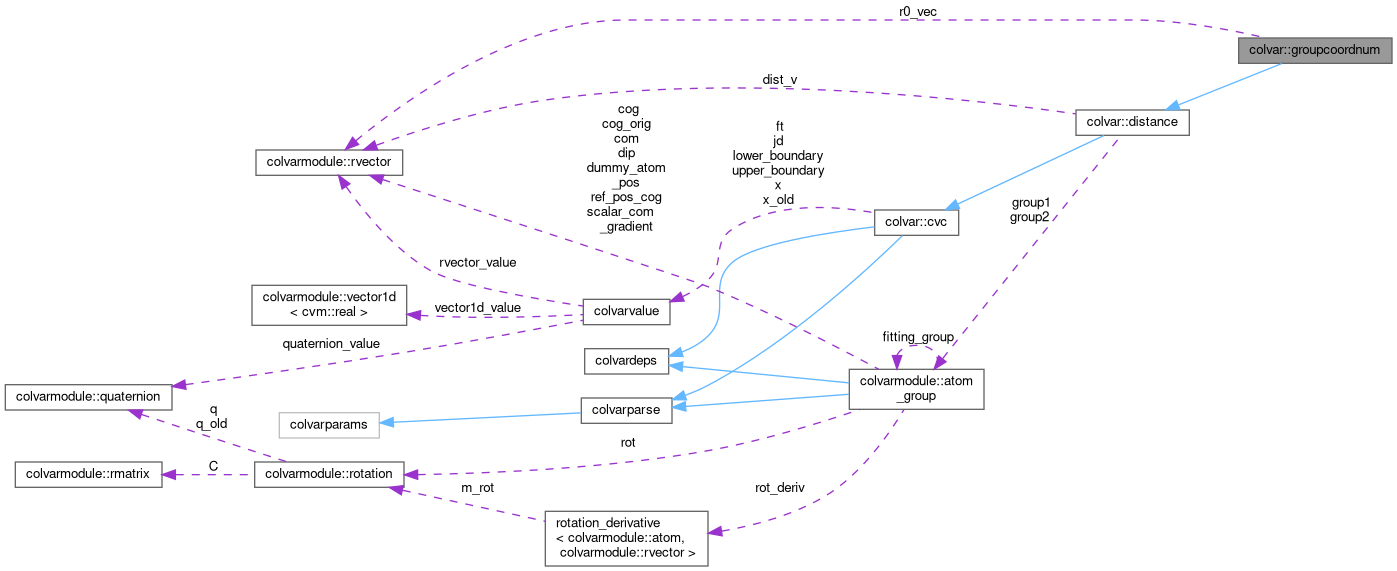 r0_vec
colvar::groupcoordnum
dist_v
cog
cog_orig
com
dip
dummy_atom
_pos
ref_pos_cog
scalar_com
_gradient
ft
jd
lower_boundary
upper_boundary
x
x_old
colvar::distance
colvarmodule::rvector
group1
group2
colvar::cvc
rvector_value
colvarmodule::vector1d
< cvm::real >
vector1d_value
colvarvalue
quaternion_value
fitting_group
colvardeps
colvarmodule::atom
_group
colvarmodule::quaternion
q
q_old
colvarparams
colvarparse
rot
colvarmodule::rmatrix
C
colvarmodule::rotation
m_rot
rot_deriv
rotation_derivative
< colvarmodule::atom,
colvarmodule::rvector >